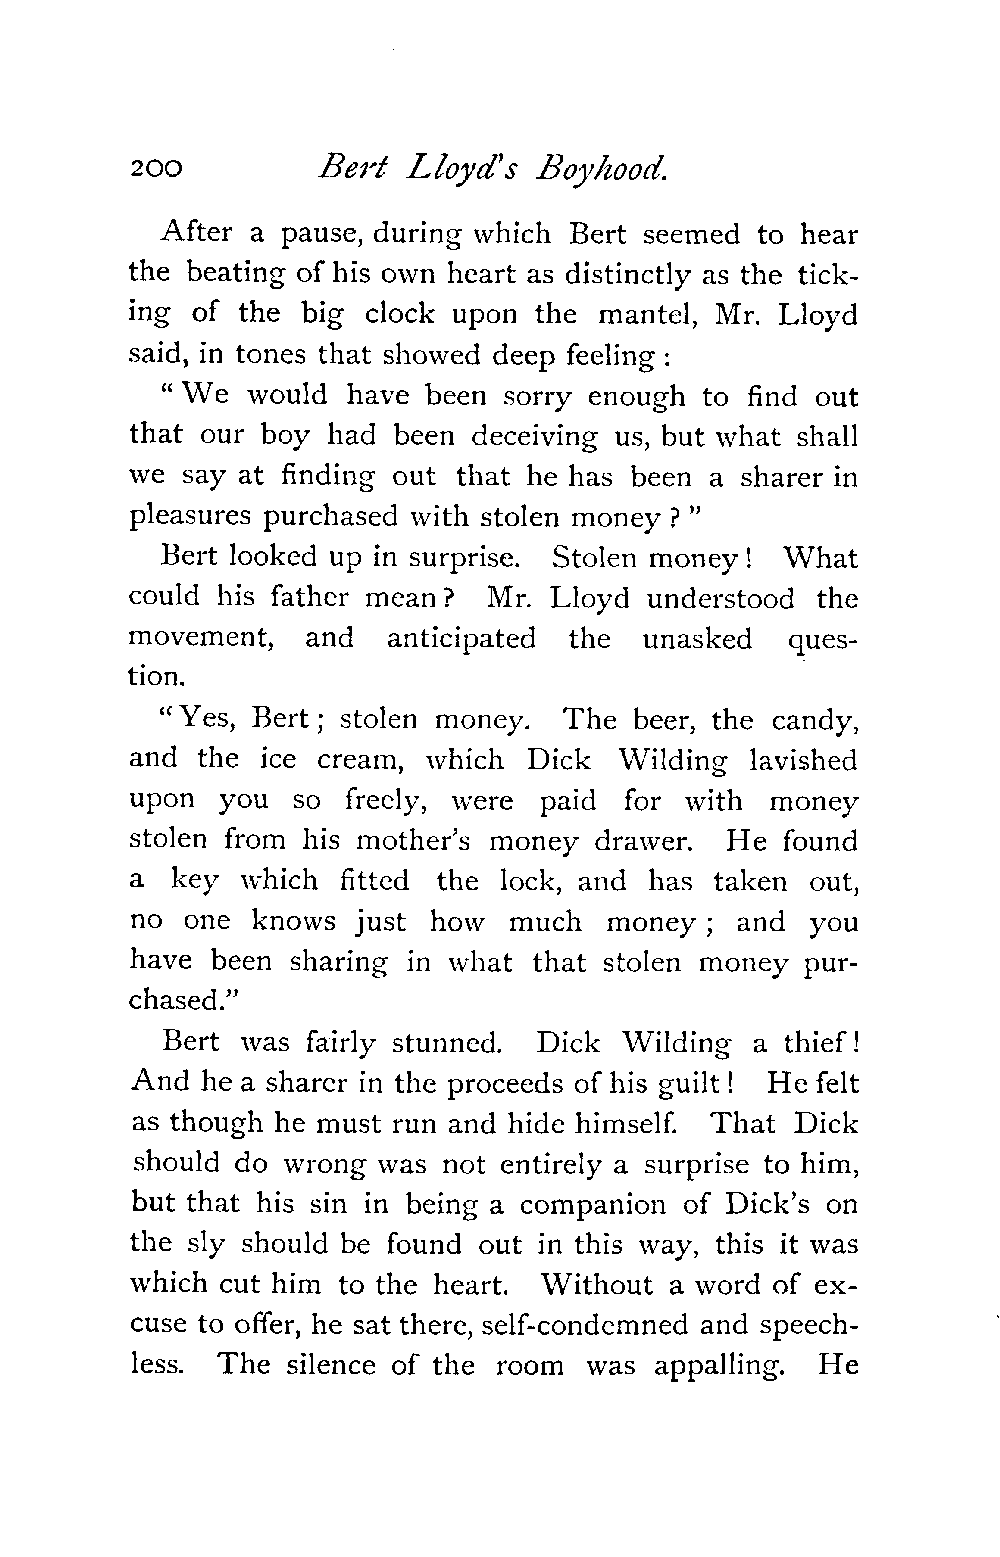 200 Bert Lloyd's Boyhood.
After a pause, during which Bert seemed to hear
the beating of his own heart as distinctly as the tick-
ing of the big clock upon the mantel, Mr. Lloyd
said, in tones that showed deep feeling :
“ We would have been sorry enough to find out
that our boy had been deceiving us, but what shall
we say at finding out that he has been a sharer in
pleasures purchased with stolen money ? ”
Bert looked up in surprise. Stolen money ! What
could his father mean ? Mr. Lloyd understood the
movement, and anticipated the unasked ques-
tion.
“ Yes, Bert ; stolen money. The beer, the candy,
and the ice cream, which Dick Wilding lavished
upon you so freely, were paid for with money
stolen from his mother’s money drawer. He found
a key which fitted the lock, and has taken out,
no one knows just how much money ; and you
have been sharing in what that stolen money pur-
chased.”
Bert was fairly stunned. Dick Wilding a thief !
And he a sharer in the proceeds of his guilt ! He felt
as though he must run and hide himself. That Dick
should do wrong was not entirely a surprise to him,
but that his sin in being a companion of Dick’s on
the sly should be found out in this way, this it was
which cut him to the heart. Without a word of ex-
cuse to offer, he sat there, self-condemned and speech-
less. The silence of the room was appalling. He